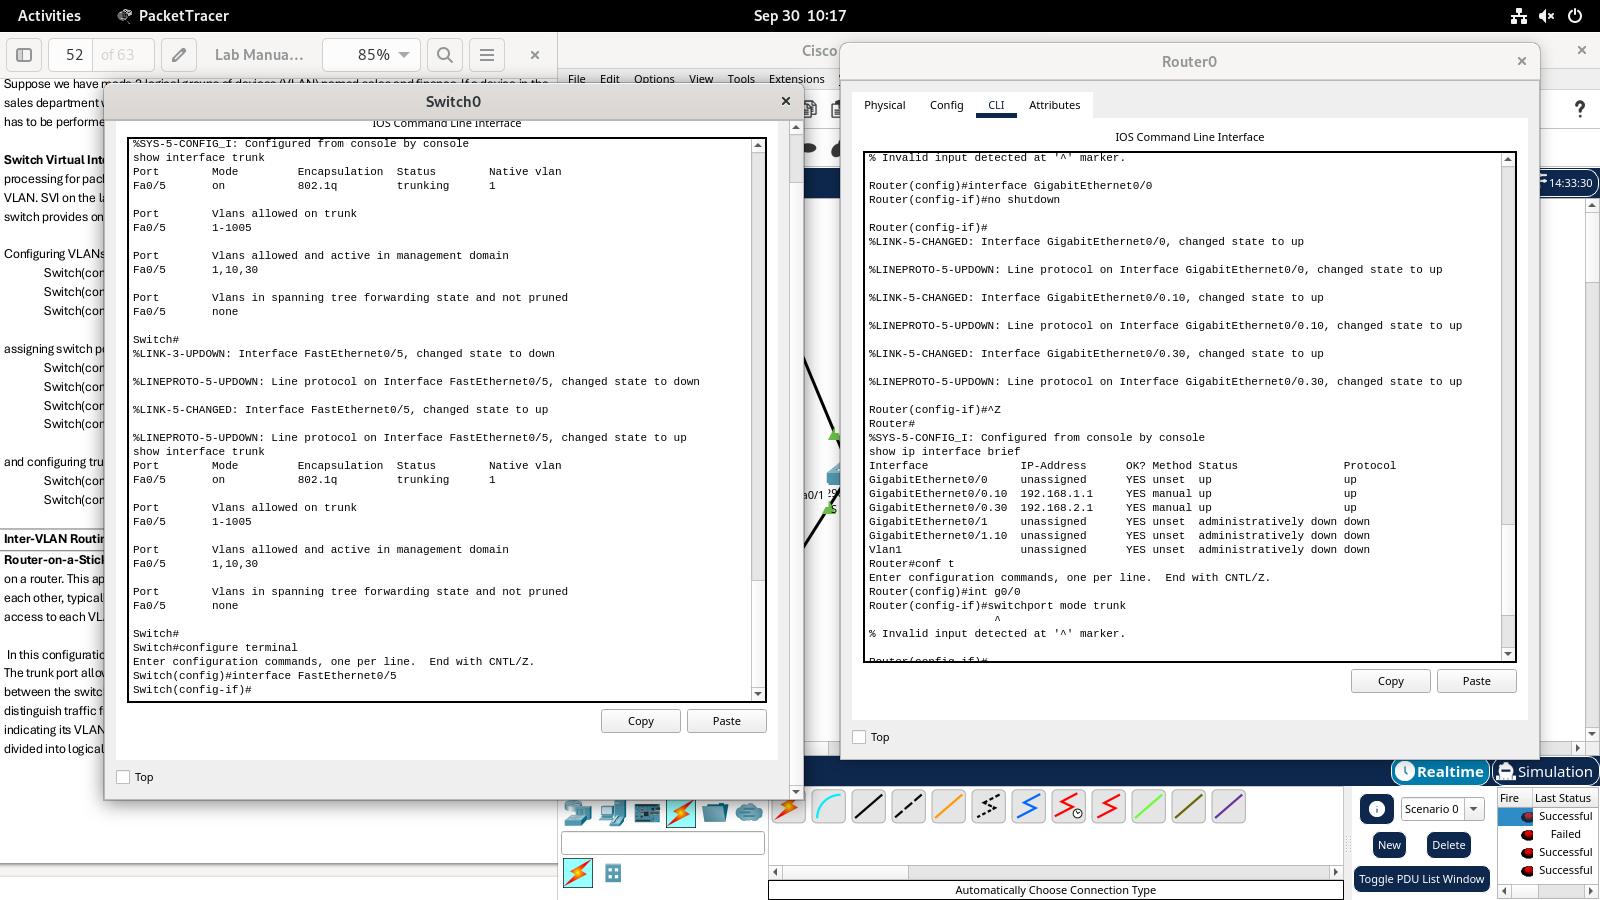 Activities
PacketTracer
Sep 30 10:17
52
of 63
Lab Manua...
85%
Suppose we have made 2 logical groups of devices (VLAN) named sales and finance. If a device in the
sales department
has to be performe
Switch Virtual Int
processing for pac
VLAN. SVI on the la
switch provides on
Configuring VLANs
Switch(cor
Switch(cor
Switch(cor
assigning switch po
Switch(cor
Switch(cor
Switch(cor
Switch(cor
and configuring tru
Switch(cor
Switch(cor
Inter-VLAN Routin
Router-on-a-Stick
on a router. This ap
each other, typical
access to each VLA
In this configuratio
The trunk port allow
between the switc
distinguish traffic f
indicating its VLAN
divided into logical
Cisco
File Edit Options View Tools Extensions
Switch0
IOS Command Line Interface
%SYS-5-CONFIG_I: Configured from console by console
show interface trunk
Port Mode Encapsulation Status Native vlan
Fa0/5 on 802.1q trunking 1
Port Vlans allowed on trunk
Fa0/5 1-1005
Port Vlans allowed and active in management domain
Fa0/5 1,10,30
Port Vlans in spanning tree forwarding state and not pruned
Fa0/5 none
Switch#
%LINK-3-UPDOWN: Interface FastEthernet0/5, changed state to down
%LINEPROTO-5-UPDOWN: Line protocol on Interface FastEthernet0/5, changed state to down
%LINK-5-CHANGED: Interface FastEthernet0/5, changed state to up
%LINEPROTO-5-UPDOWN: Line protocol on Interface FastEthernet0/5, changed state to up
show interface trunk
Port Mode Encapsulation Status Native vlan
Fa0/5 on 802.1q trunking 1
Port Vlans allowed on trunk
Fa0/5 1-1005
Port Vlans allowed and active in management domain
Fa0/5 1,10,30
Port Vlans in spanning tree forwarding state and not pruned
Fa0/5 none
Switch#
Switch#configure terminal
Enter configuration commands, one per line. End with CNTL/Z.
Switch(config)#interface FastEthernet0/5
Switch(config-if)#
Copy
Paste
Top
Router0
Physical Config CLI Attributes
IOS Command Line Interface
% Invalid input detected at '^' marker.
Router(config)#interface GigabitEthernet0/0
Router(config-if)#no shutdown
Router(config-if)#
%LINK-5-CHANGED: Interface GigabitEthernet0/0, changed state to up
%LINEPROTO-5-UPDOWN: Line protocol on Interface GigabitEthernet0/0, changed state to up
%LINK-5-CHANGED: Interface GigabitEthernet0/0.10, changed state to up
%LINEPROTO-5-UPDOWN: Line protocol on Interface GigabitEthernet0/0.10, changed state to up
%LINK-5-CHANGED: Interface GigabitEthernet0/0.30, changed state to up
%LINEPROTO-5-UPDOWN: Line protocol on Interface GigabitEthernet0/0.30, changed state to up
Router(config-if)#^Z
Router#
%SYS-5-CONFIG_I: Configured from console by console
show ip interface brief
Interface IP-Address OK? Method Status Protocol
GigabitEthernet0/0 unassigned YES unset up up
GigabitEthernet0/0.10 192.168.1.1 YES manual up up
GigabitEthernet0/0.30 192.168.2.1 YES manual up up
GigabitEthernet0/1 unassigned YES unset administratively down down
GigabitEthernet0/1.10 unassigned YES unset administratively down down
Vlan1 unassigned YES unset administratively down down
Router#conf t
Enter configuration commands, one per line. End with CNTL/Z.
Router(config)#int g0/0
Router(config-if)#switchport mode trunk
^
% Invalid input detected at '^' marker.
Router(config-if)#
Copy
Paste
Top
14:33:30
a0/1
Realtime
Simulation
Scenario 0
New
Delete
Toggle PDU List Window
Fire Last Status
Successful
Failed
Successful
Successful
Automatically Choose Connection Type